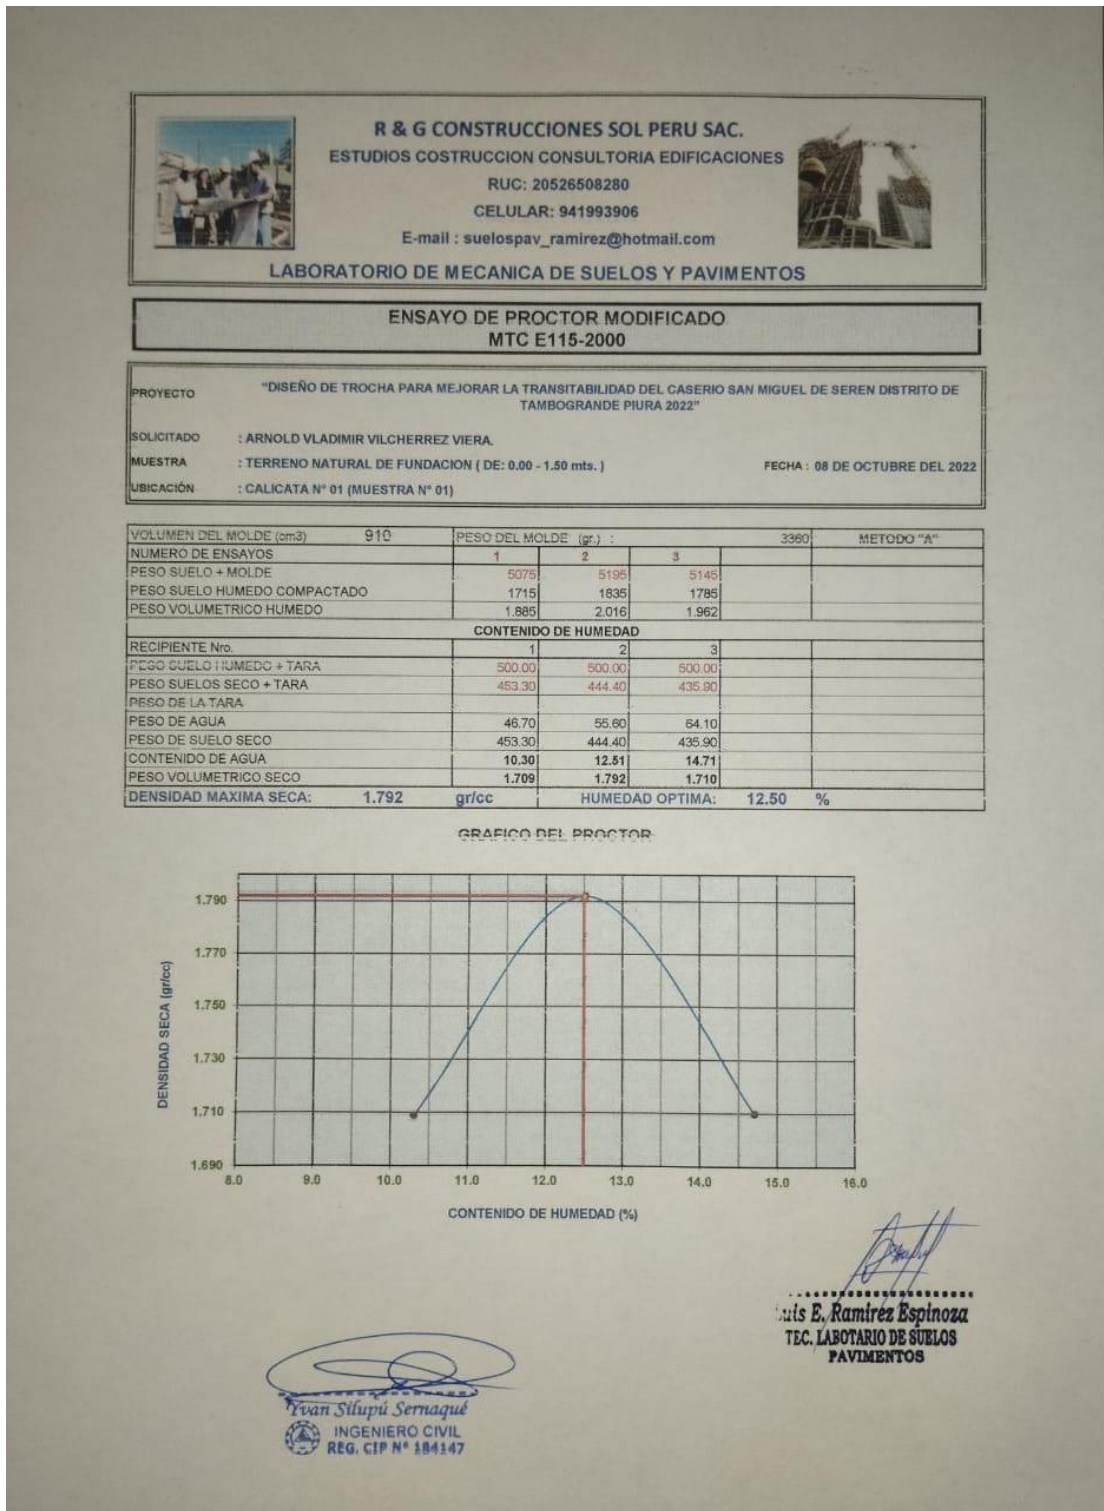 R & G CONSTRUCCIONES SOL PERU SAC.
ESTUDIOS COSTRUCCION CONSULTORIA EDIFICACIONES
RUC: 20526508280
CELULAR: 941993906
E-mail : suelospav_ramirez@hotmail.com
LABORATORIO DE MECANICA DE SUELOS Y PAVIMENTOS
ENSAYO DE PROCTOR MODIFICADO
MTC E115-2000
PROYECTO "DISEÑO DE TROCHA PARA MEJORAR LA TRANSITABILIDAD DEL CASERIO SAN MIGUEL DE SEREN DISTRITO DE
TAMBOGRANDE PIURA 2022"
SOLICITADO : ARNOLD VLADIMIR VILCHERREZ VIERA.
MUESTRA : TERRENO NATURAL DE FUNDACION ( DE: 0.00 - 1.50 mts. ) FECHA : 08 DE OCTUBRE DEL 2022
UBICACIÓN : CALICATA N° 01 (MUESTRA N° 01)
VOLUMEN DEL MOLDE (cm3) 910 PESO DEL MOLDE (gr.) : 3360 METODO "A"
NUMERO DE ENSAYOS 1 2 3
PESO SUELO + MOLDE 5075 5195 5145
PESO SUELO HUMEDO COMPACTADO 1715 1835 1785
PESO VOLUMETRICO HUMEDO 1.885 2.016 1.962
CONTENIDO DE HUMEDAD
RECIPIENTE Nro. 1 2 3
PESO SUELO HUMEDO + TARA 500.00 500.00 500.00
PESO SUELOS SECO + TARA 453.30 444.40 435.90
PESO DE LA TARA
PESO DE AGUA 46.70 55.60 64.10
PESO DE SUELO SECO 453.30 444.40 435.90
CONTENIDO DE AGUA 10.30 12.51 14.71
PESO VOLUMETRICO SECO 1.709 1.792 1.710
DENSIDAD MAXIMA SECA: 1.792 gr/cc HUMEDAD OPTIMA: 12.50 %
GRAFICO DEL PROCTOR
DENSIDAD SECA (gr/cc)
1.790
1.770
1.750
1.730
1.710
1.690
8.0 9.0 10.0 11.0 12.0 13.0 14.0 15.0 16.0
CONTENIDO DE HUMEDAD (%)
Luis E. Ramirez Espinoza
TEC. LABOTARIO DE SUELOS
PAVIMENTOS
Yvan Silupú Sernaqué
INGENIERO CIVIL
REG. CIP N° 184147